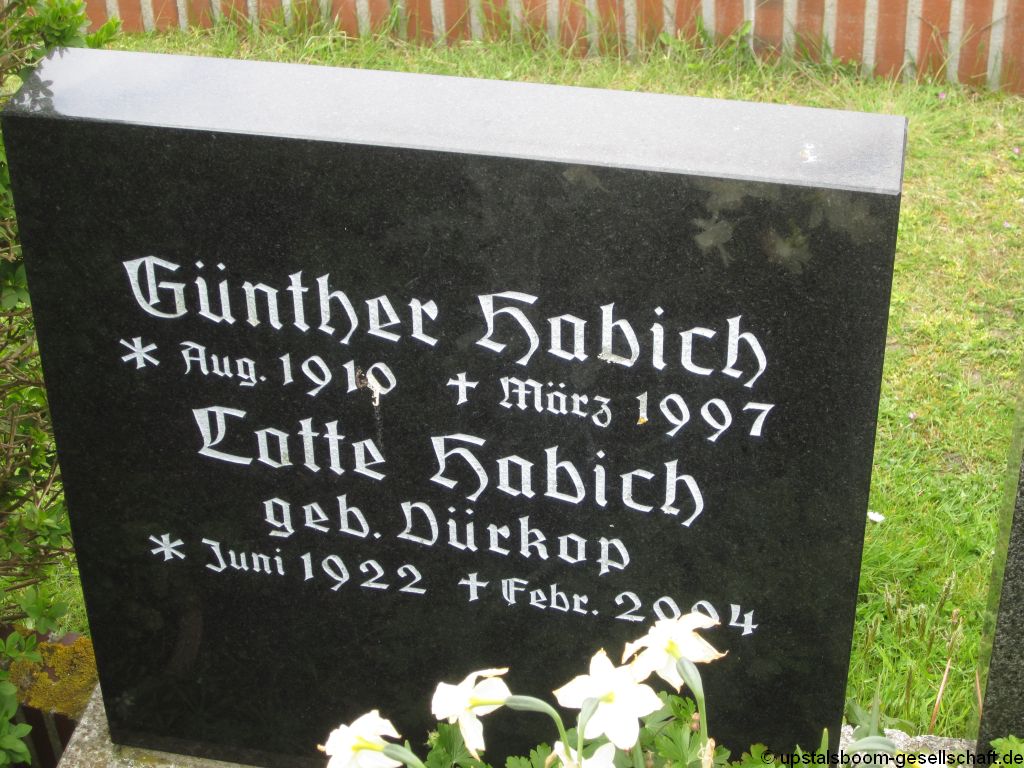 Günther Habich
* Aug. 1910 † März 1997
Lotte Habich
geb. Dürkop
* Juni 1922 † Febr. 2004
© upstalsboom-gesellschaft.de